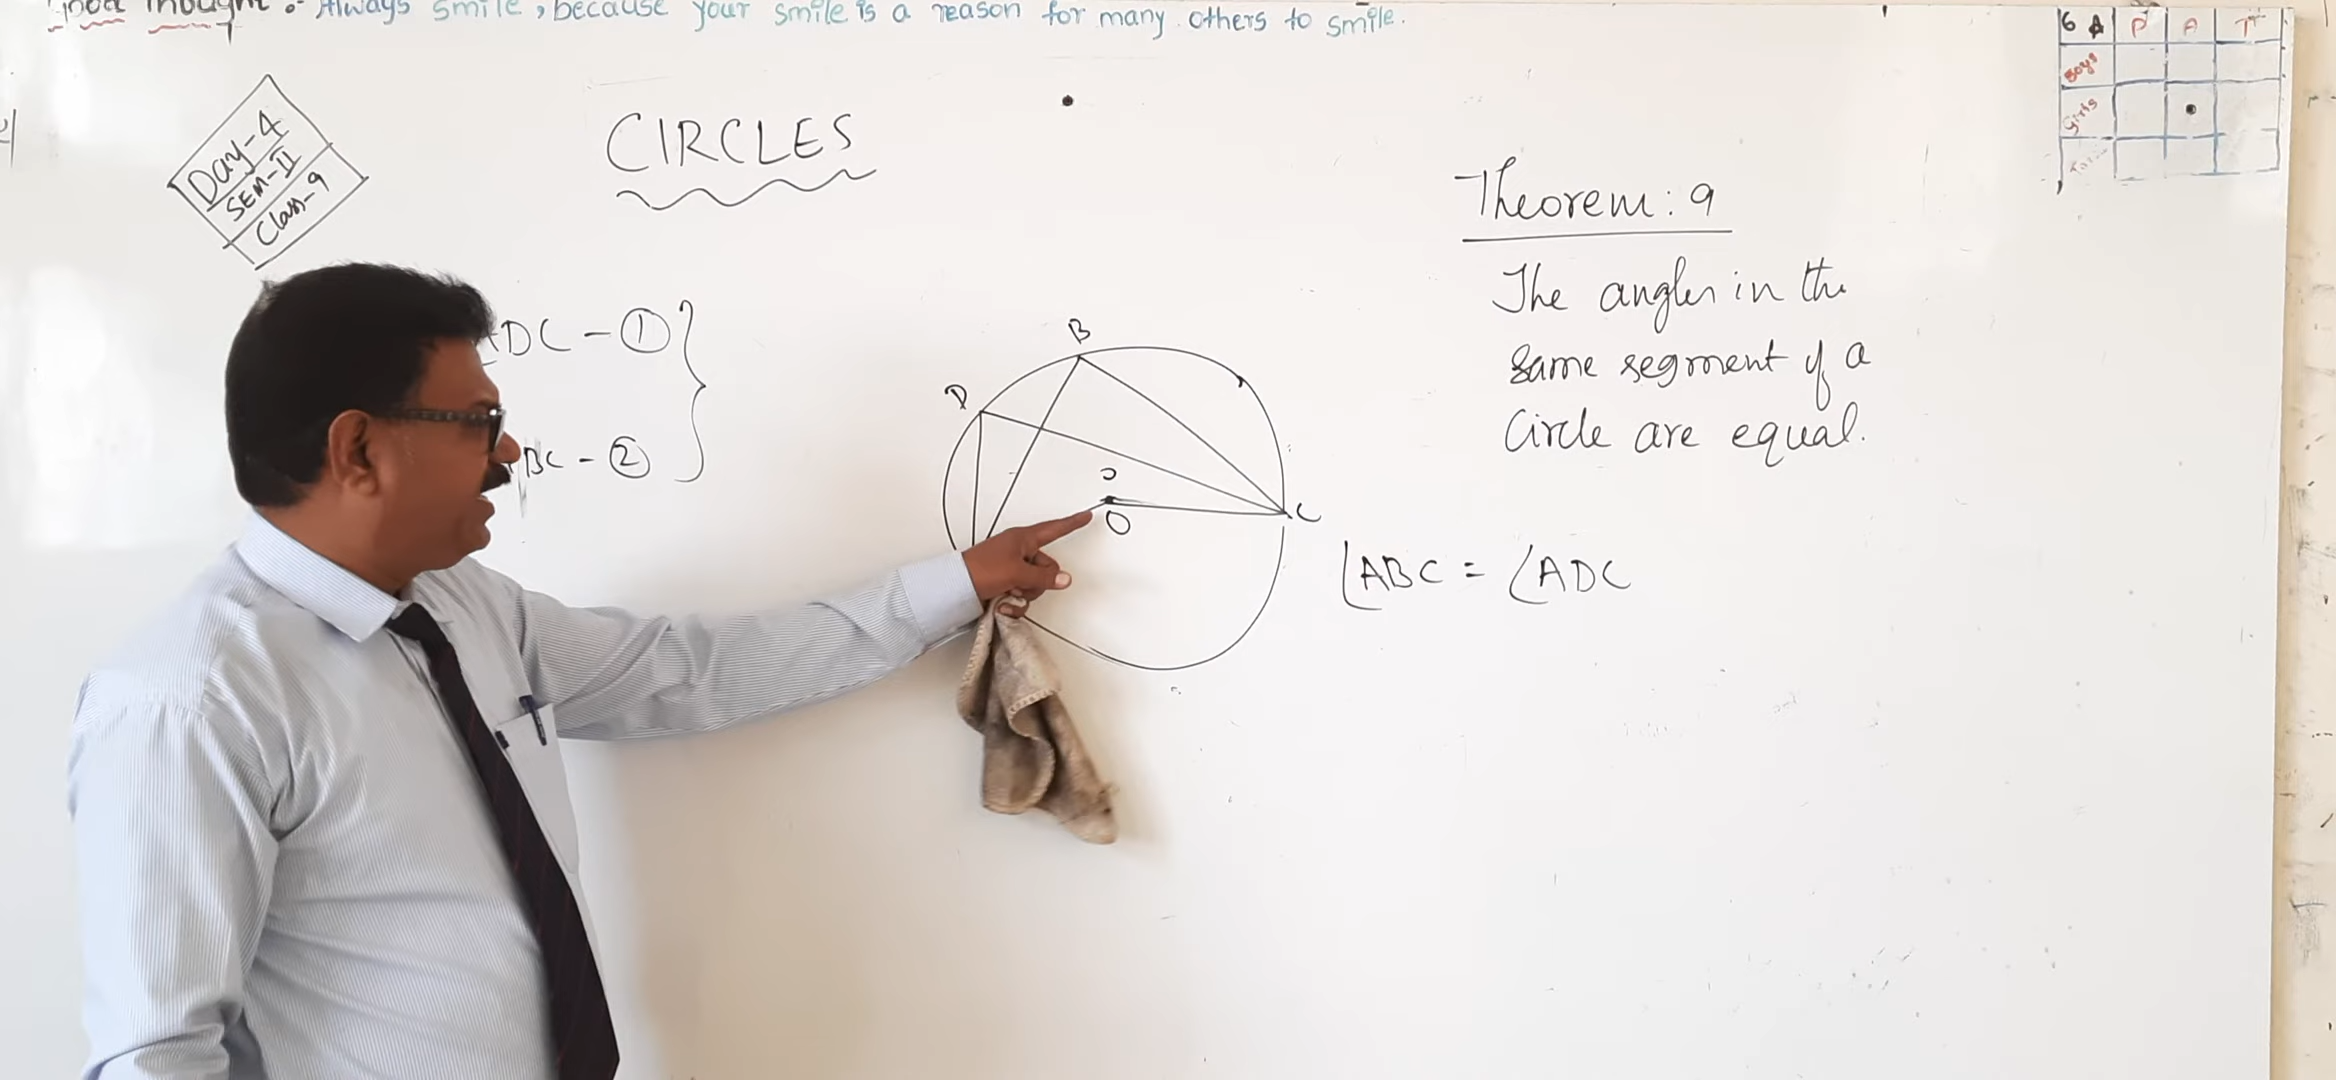 thought :- Always smile, because your smile is a reason for many others to smile.
6 A P A T
Boys
Girls
Day-4
SEM-II
Class-9
CIRCLES
DC - ①
BC - ②
B
D
O
C
Theorem: 9
The angles in the
same segment of a
Circle are equal.
∠ABC = ∠ADC